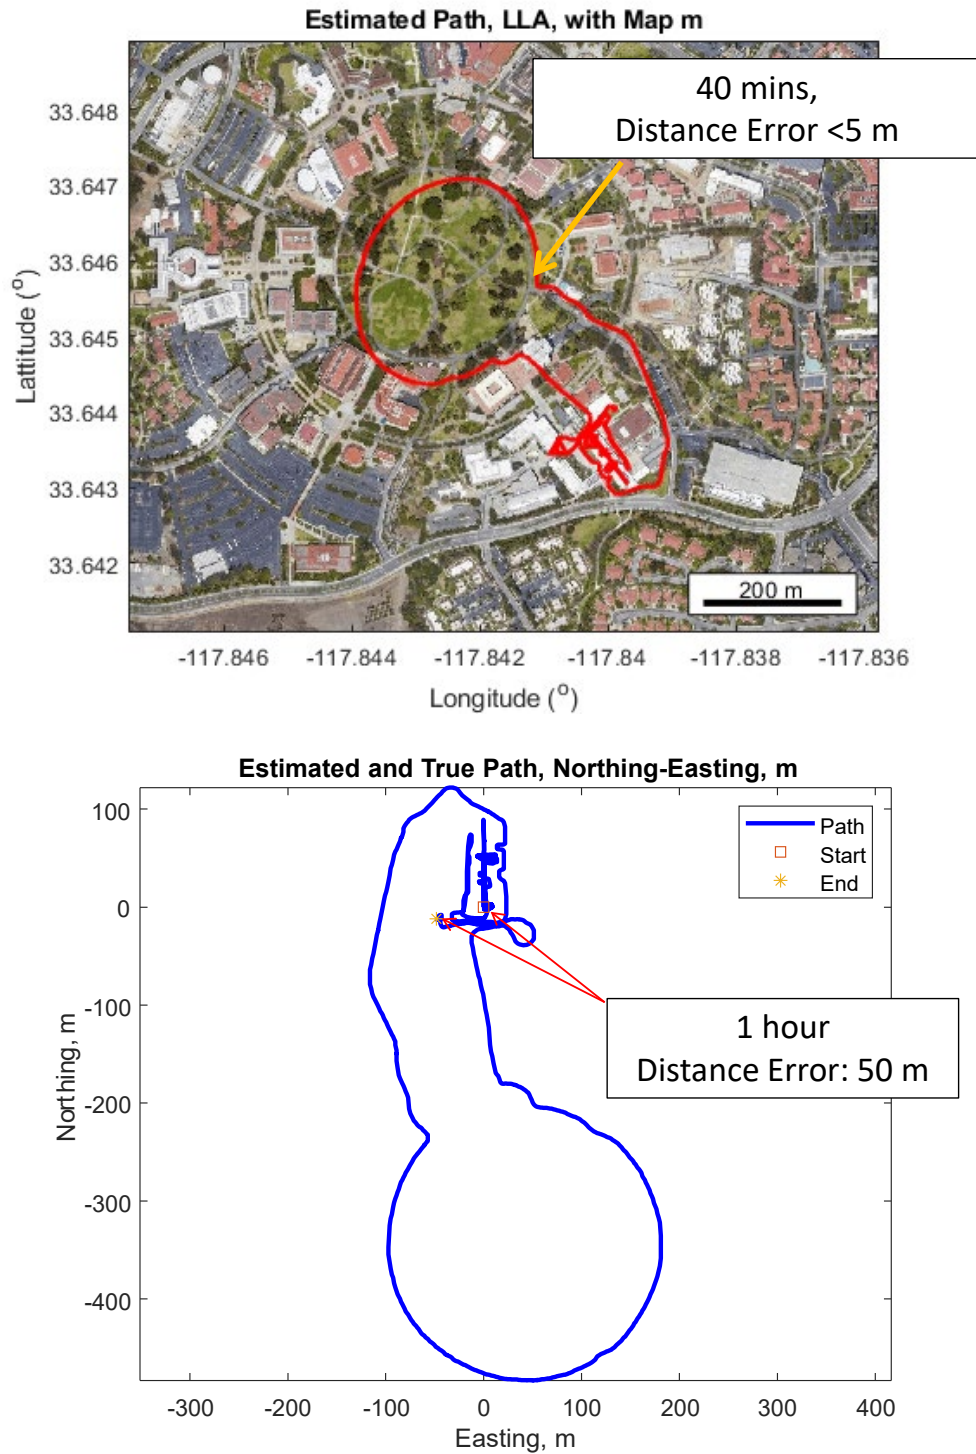 Estimated Path, LLA, with Map m
40 mins,
Distance Error <5 m
33.648
33.647
33.646
33.645
33.644
33.643
33.642
Lattitude (°)
200 m
-117.846
-117.844
-117.842
-117.84
-117.838
-117.836
Longitude (°)
Estimated and True Path, Northing-Easting, m
Path
Start
End
100
0
-100
-200
-300
-400
Northing, m
1 hour
Distance Error: 50 m
-300
-200
-100
0
100
200
300
400
Easting, m